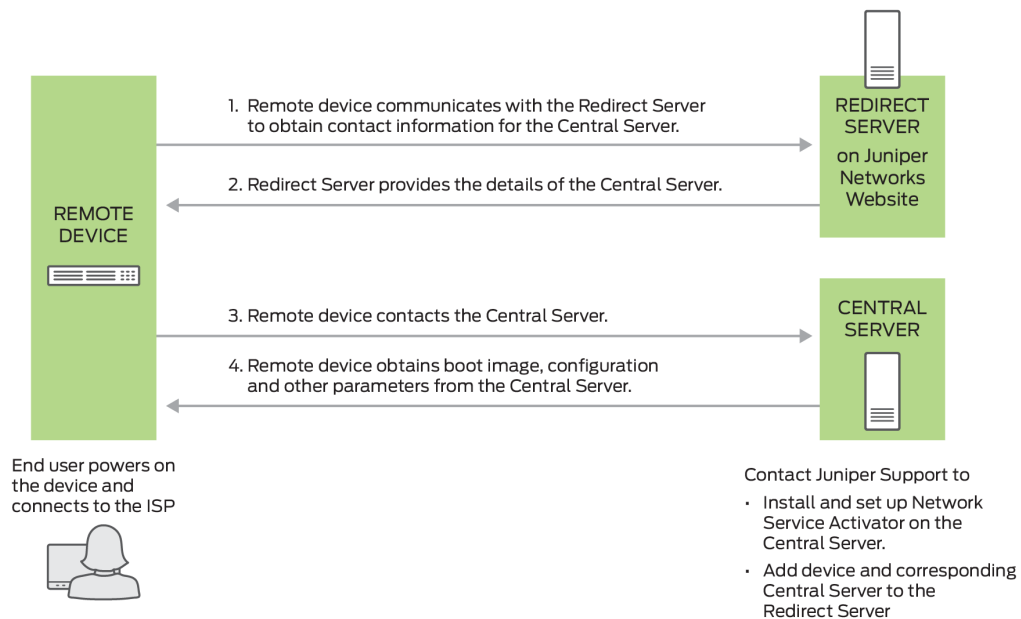 REDIRECT
SERVER
on Juniper
Networks
Website
1. Remote device communicates with the Redirect Server
to obtain contact information for the Central Server.
2. Redirect Server provides the details of the Central Server.
REMOTE
DEVICE
3. Remote device contacts the Central Server.
CENTRAL
SERVER
4. Remote device obtains boot image, configuration
and other parameters from the Central Server.
End user powers on
the device and
connects to the ISP
Contact Juniper Support to
· Install and set up Network
Service Activator on the
Central Server.
· Add device and corresponding
Central Server to the
Redirect Server